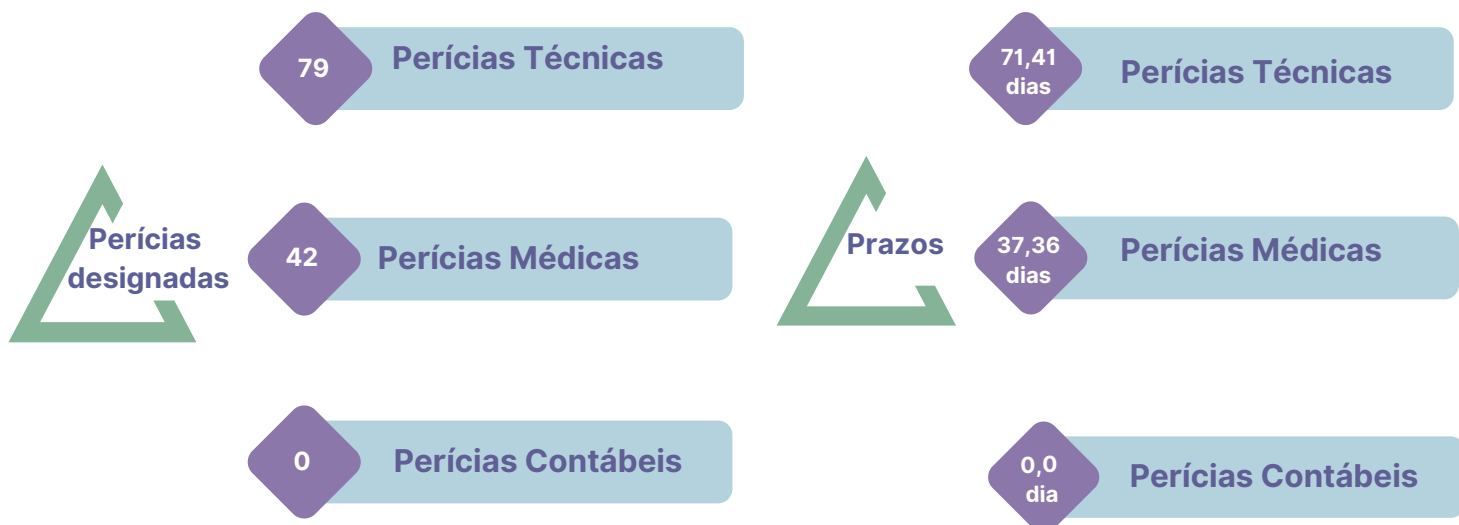 Perícias
designadas
79
Perícias Técnicas
42
Perícias Médicas
0
Perícias Contábeis
Prazos
71,41
dias
Perícias Técnicas
37,36
dias
Perícias Médicas
0,0
dia
Perícias Contábeis